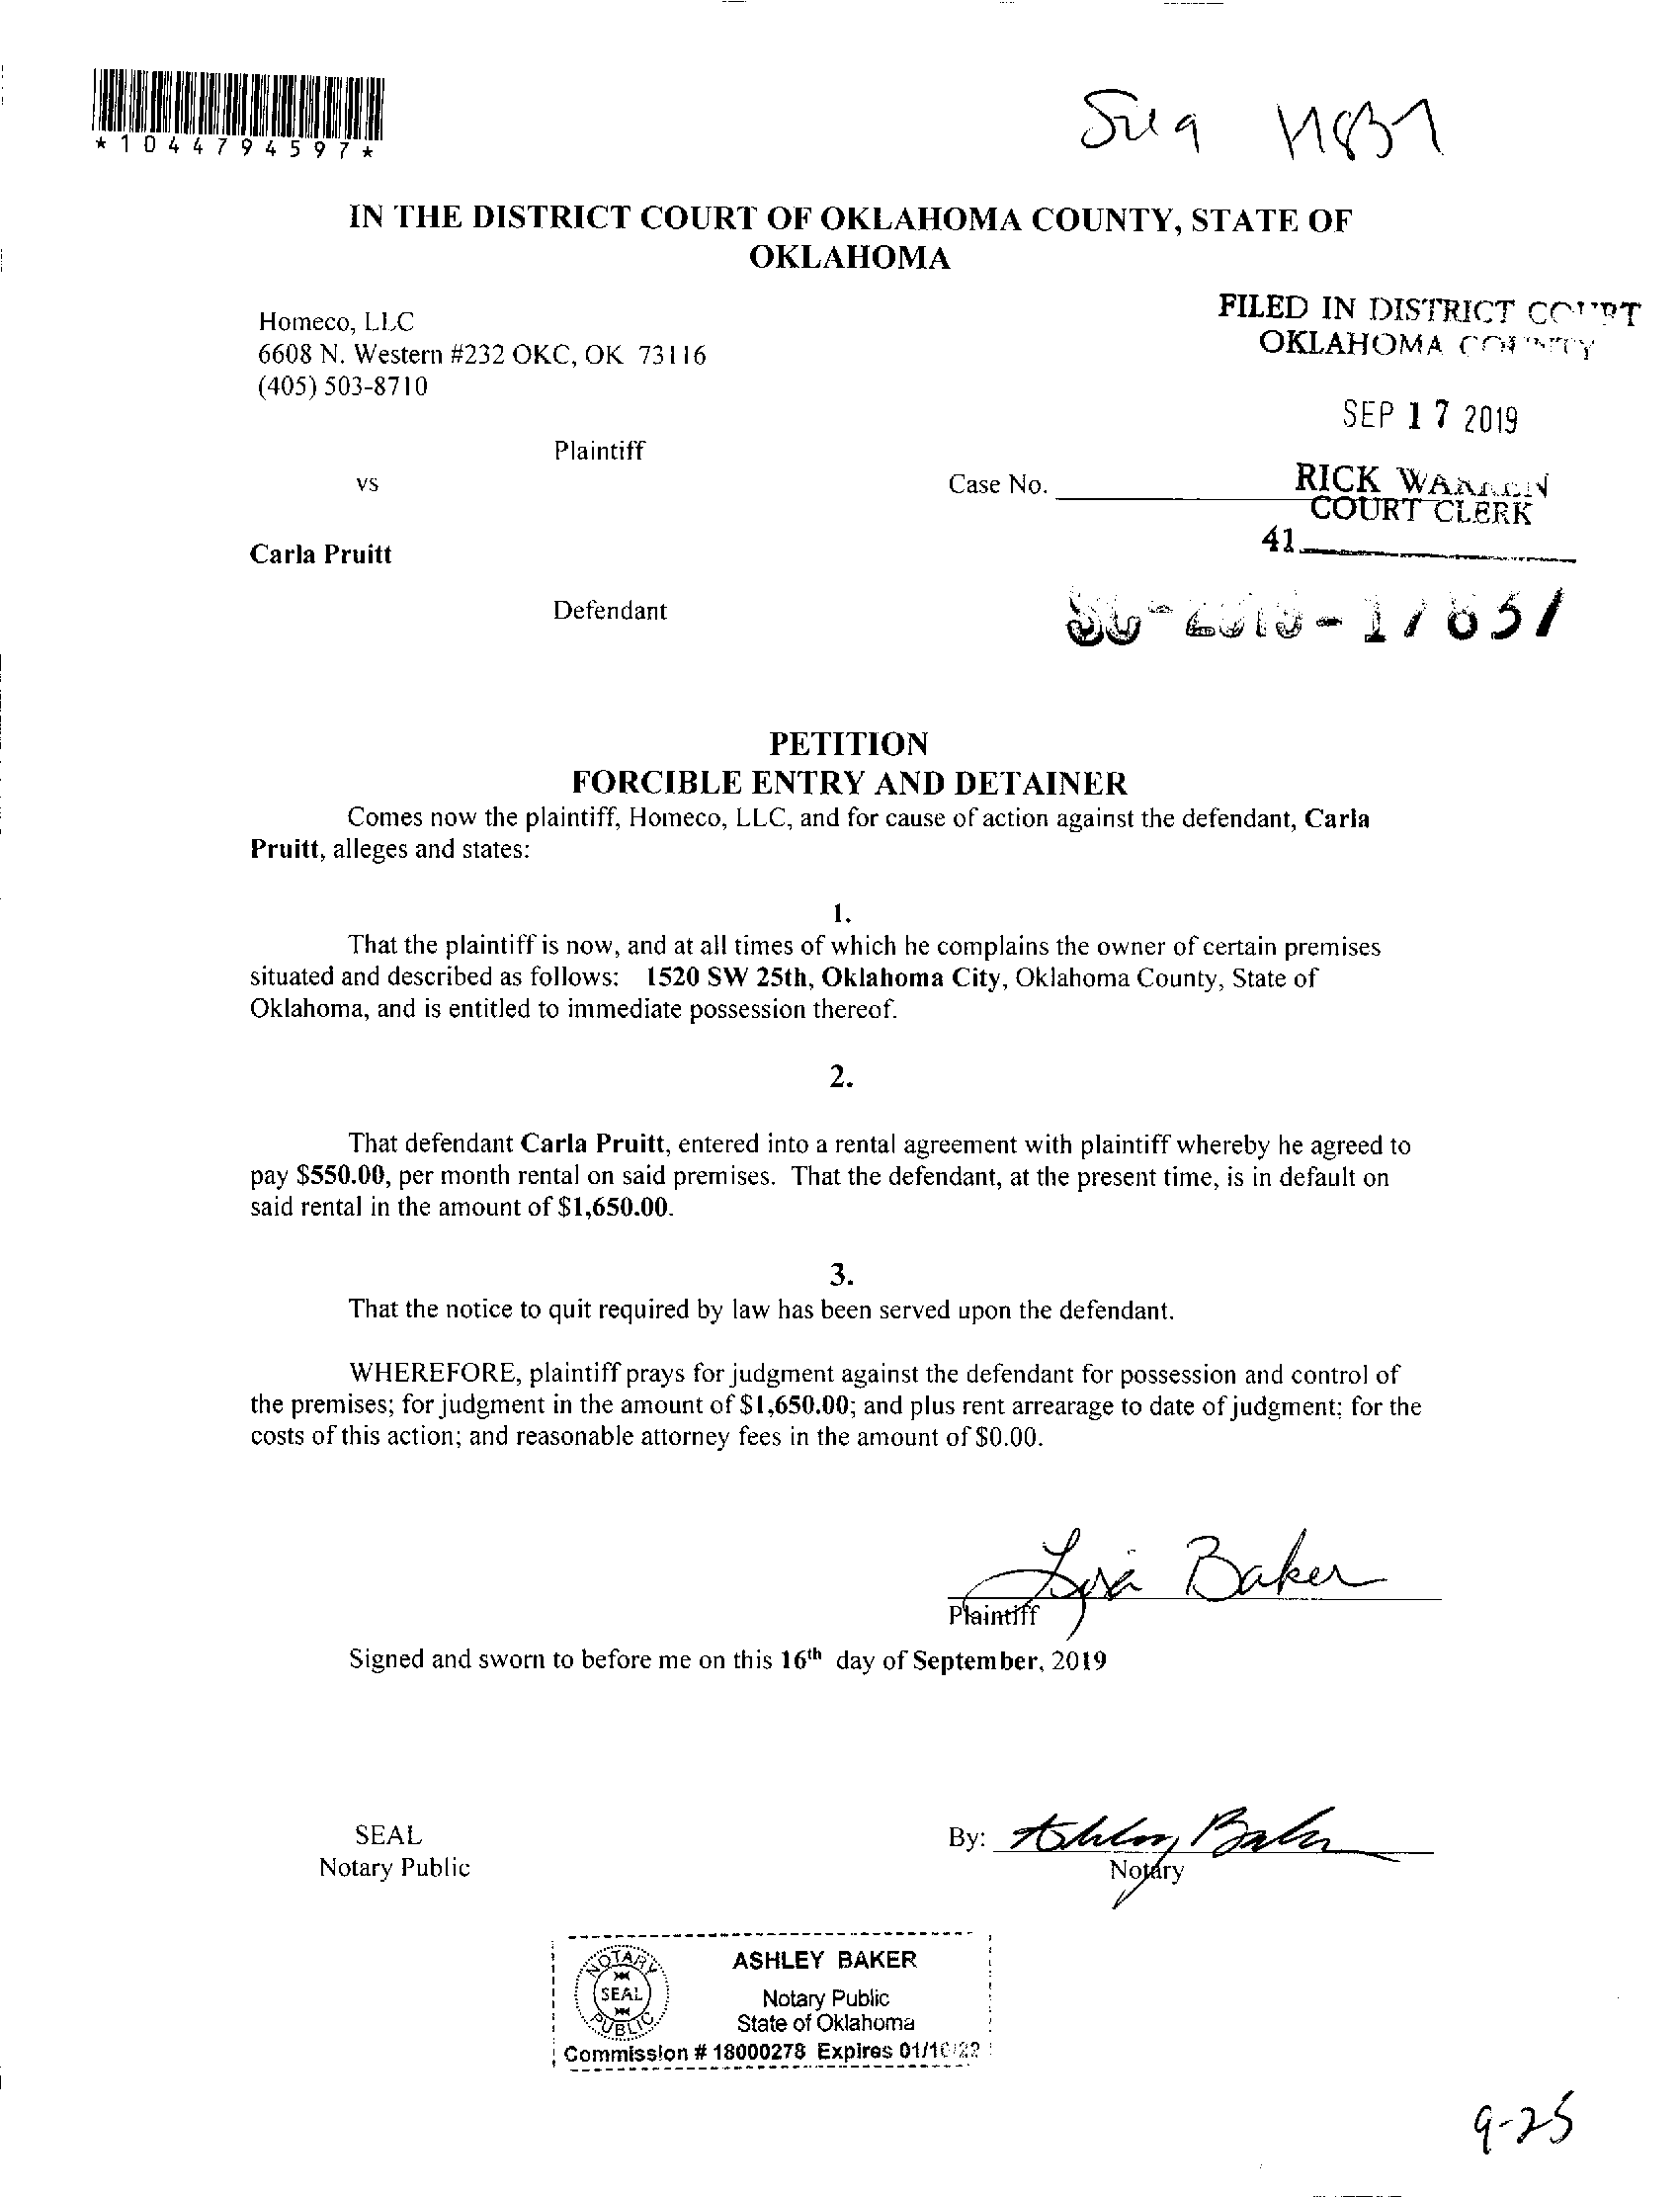 *1044794597*
IN THE DISTRICT COURT OF OKLAHOMA COUNTY, STATE OF
OKLAHOMA
Homeco, LLC
6608 N. Western #232 OKC, OK 73116
(405) 503-8710
FILED IN DISTRICT COURT
OKLAHOMA COUNTY
SEP 17 2019
Plaintiff
vs
Case No.
RICK WARREN
COURT CLERK
41
Carla Pruitt
Defendant
PETITION
FORCIBLE ENTRY AND DETAINER
Comes now the plaintiff, Homeco, LLC, and for cause of action against the defendant, Carla
Pruitt, alleges and states:
1.
That the plaintiff is now, and at all times of which he complains the owner of certain premises
situated and described as follows: 1520 SW 25th, Oklahoma City, Oklahoma County, State of
Oklahoma, and is entitled to immediate possession thereof.
2.
That defendant Carla Pruitt, entered into a rental agreement with plaintiff whereby he agreed to
pay $550.00, per month rental on said premises. That the defendant, at the present time, is in default on
said rental in the amount of $1,650.00.
3.
That the notice to quit required by law has been served upon the defendant.
WHEREFORE, plaintiff prays for judgment against the defendant for possession and control of
the premises; for judgment in the amount of $1,650.00; and plus rent arrearage to date of judgment; for the
costs of this action; and reasonable attorney fees in the amount of $0.00.
Baker
Plaintiff
Signed and sworn to before me on this 16th day of September, 2019
SEAL
Notary Public
By: Ashley Baker
Notary
NOTARY
SEAL
PUBLIC
ASHLEY BAKER
Notary Public
State of Oklahoma
Commission # 18000278 Expires 01/10/22
9-25